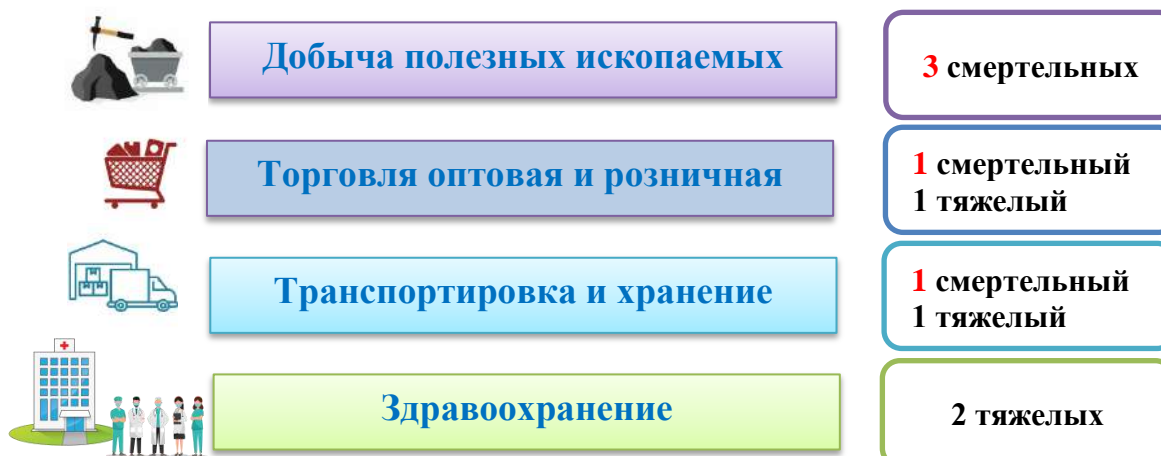 Добыча полезных ископаемых
3 смертельных
Торговля оптовая и розничная
1 смертельный
1 тяжелый
Транспортировка и хранение
1 смертельный
1 тяжелый
Здравоохранение
2 тяжелых